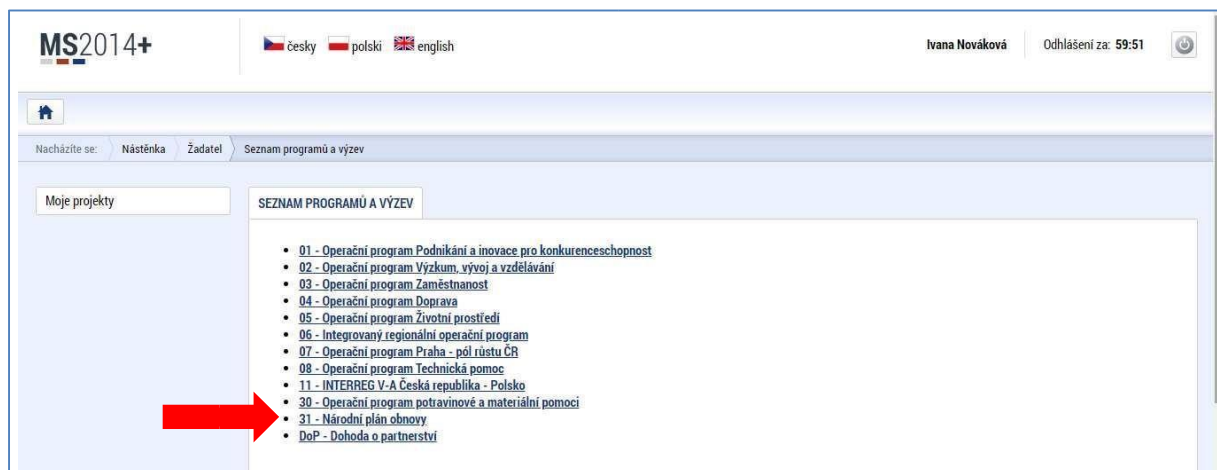 MS2014+
česky polski english
Ivana Nováková
Odhlášení za: 59:51
Nacházíte se: Nástěnka Žadatel Seznam programů a výzev
Moje projekty
SEZNAM PROGRAMŮ A VÝZEV
01 - Operační program Podnikání a inovace pro konkurenceschopnost
02 - Operační program Výzkum, vývoj a vzdělávání
03 - Operační program Zaměstnanost
04 - Operační program Doprava
05 - Operační program Životní prostředí
06 - Integrovaný regionální operační program
07 - Operační program Praha - pól růstu ČR
08 - Operační program Technická pomoc
11 - INTERREG V-A Česká republika - Polsko
30 - Operační program potravinové a materiální pomoci
31 - Národní plán obnovy
DoP - Dohoda o partnerství